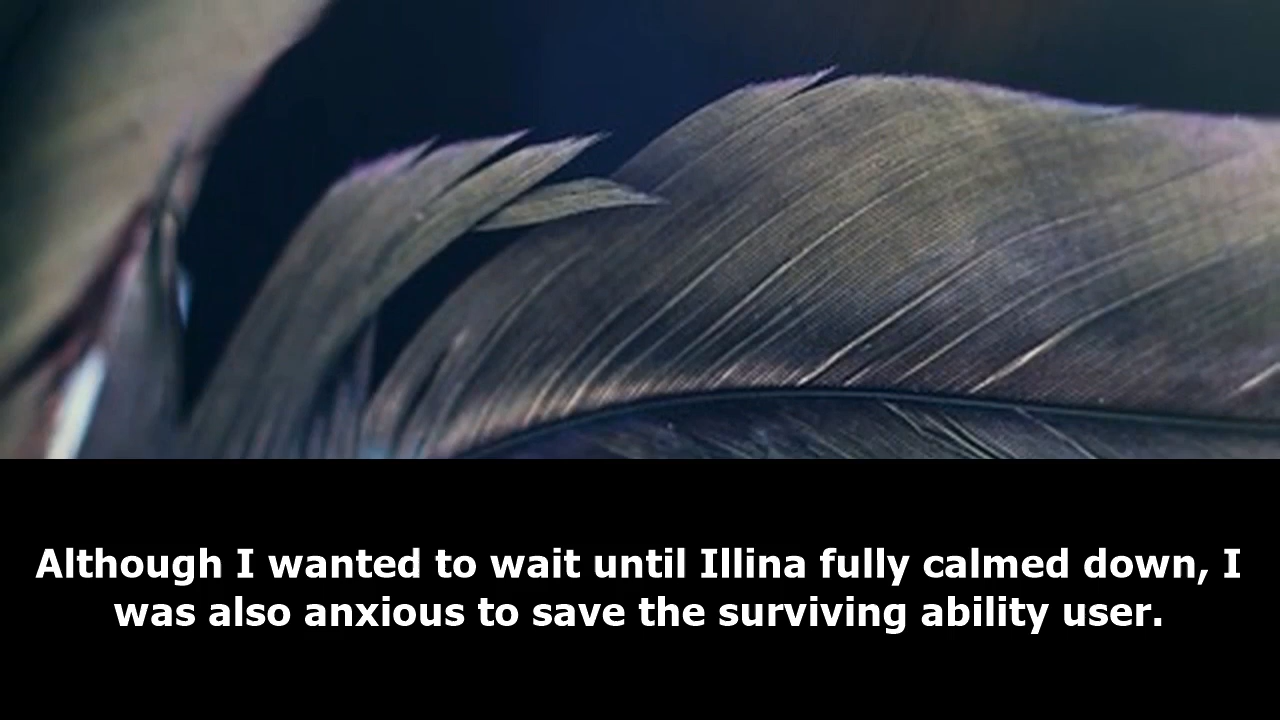 Although I wanted to wait until Illina fully calmed down, I
was also anxious to save the surviving ability user.